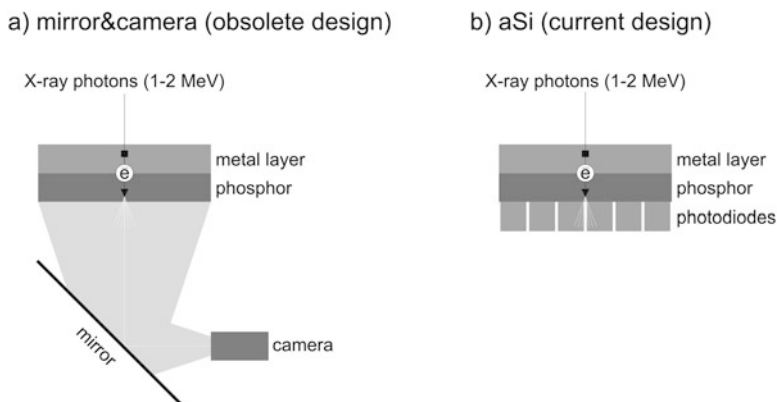 a) mirror&camera (obsolete design)
b) aSi (current design)
X-ray photons (1-2 MeV)
metal layer
e
phosphor
mirror
camera
X-ray photons (1-2 MeV)
metal layer
e
phosphor
photodiodes